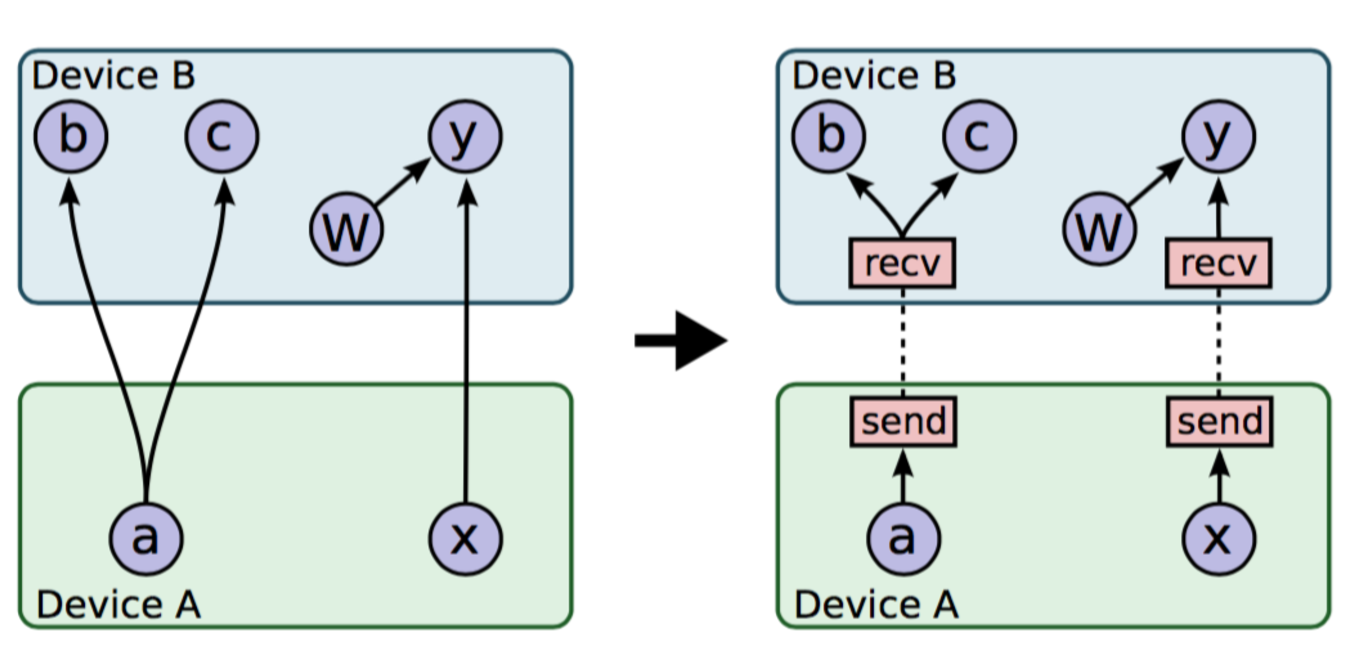 Device B
b c y
W
a x
Device A
Device B
b c y
W
recv recv
send send
a x
Device A